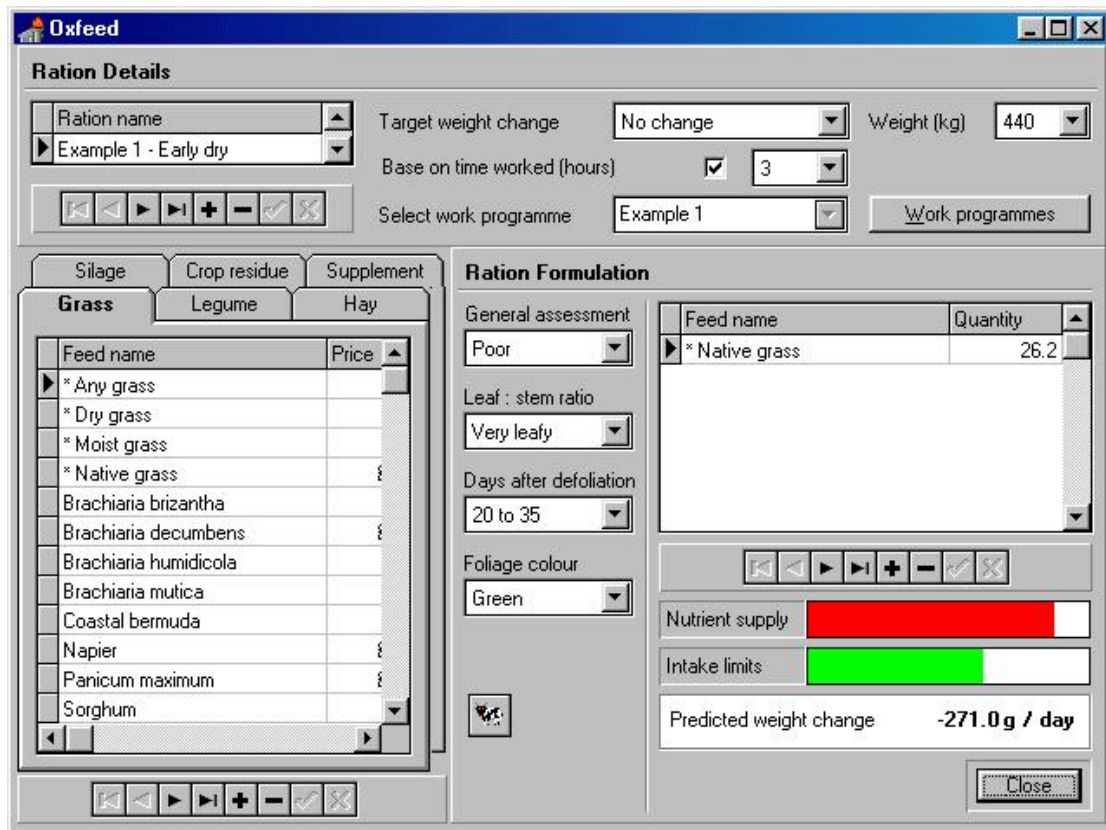 Oxfeed
Ration Details
Ration name
Example 1 - Early dry
Target weight change
No change
Weight (kg)
440
Base on time worked (hours)
3
Select work programme
Example 1
Work programmes
Silage
Crop residue
Supplement
Grass
Legume
Hay
Feed name
Price
* Any grass
* Dry grass
* Moist grass
* Native grass
Brachiaria brizantha
Brachiaria decumbens
Brachiaria humidicola
Brachiaria mutica
Coastal bermuda
Napier
Panicum maximum
Sorghum
Ration Formulation
General assessment
Poor
Leaf : stem ratio
Very leafy
Days after defoliation
20 to 35
Foliage colour
Green
Feed name
Quantity
* Native grass
26.2
Nutrient supply
Intake limits
Predicted weight change
-271.0 g / day
Close